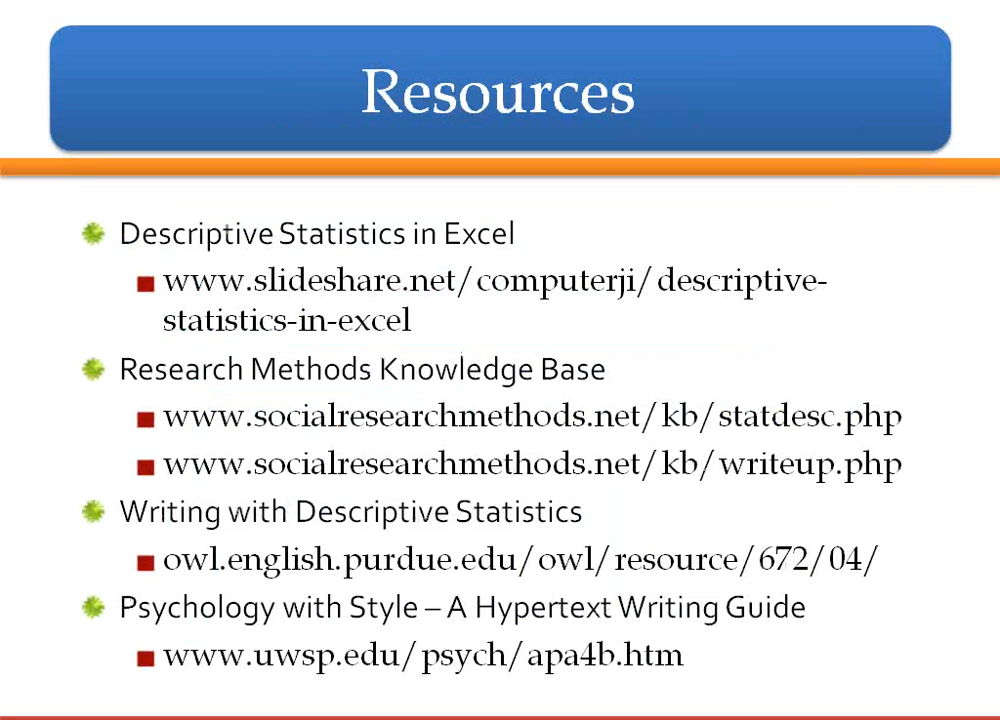 Resources
Descriptive Statistics in Excel
www.slideshare.net/computerji/descriptive-
statistics-in-excel
Research Methods Knowledge Base
www.socialresearchmethods.net/kb/statdesc.php
www.socialresearchmethods.net/kb/writeup.php
Writing with Descriptive Statistics
owl.english.purdue.edu/owl/resource/672/04/
Psychology with Style – A Hypertext Writing Guide
www.uwsp.edu/psych/apa4b.htm